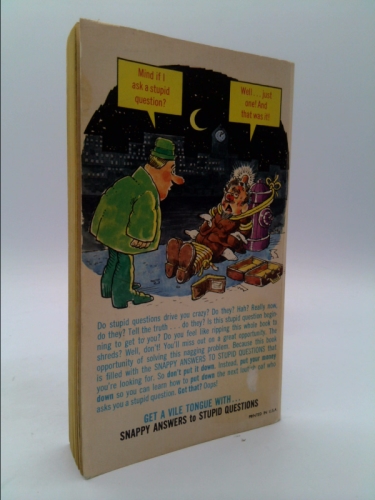 Mind if I
ask a stupid
question?
Well.... just
one! And
that was it!
Do stupid questions drive you crazy? Do they? Hah? Really now,
do they? Tell the truth . . . do they? Is this stupid question begin-
ning to get to you? Do you feel like ripping this whole book to
shreds? Well, don't! You'll miss out on a great opportunity. The
opportunity of solving this nagging problem. Because this book
is filled with the SNAPPY ANSWERS TO STUPID QUESTIONS that
you're looking for. So don't put it down. Instead, put your money
down so you can learn how to put down the next who
asks you a stupid question. Got that? Oops!
GET A VILE TONGUE WITH...
SNAPPY ANSWERS to STUPID QUESTIONS
PRINTED IN U.S.A.